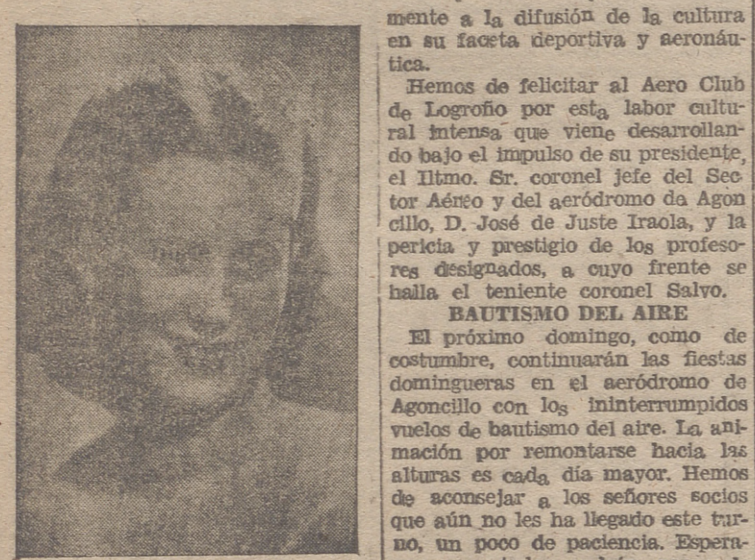 mente a la difusión de la cultura
en su faceta deportiva y aeronáu-
tica.
Hemos de felicitar al Aero Club
de Logroño por esta labor cultu-
ral intensa que viene desarrollan-
do bajo el impulso de su presidente,
el Iltmo. Sr. coronel jefe del Sec
tor Aéreo y del aeródromo da Agon
cillo, D. José de Juste Iraola, y la
pericia y prestigio de los profeso-
res designados, a cuyo frente se
halla el teniente coronel Salvo.
BAUTISMO DEL AIRE
El próximo domingo, como de
costumbre, continuarán las fiestas
domingueras en el aeródromo de
Agoncillo con los ininterrumpidos
vuelos de bautismo del aire. La ani-
mación por remontarse hacia las
alturas es cada día mayor. Hemos
de aconsejar a los señores socios
que aún no les ha llegado este tur-
no, un poco de paciencia. Espera-